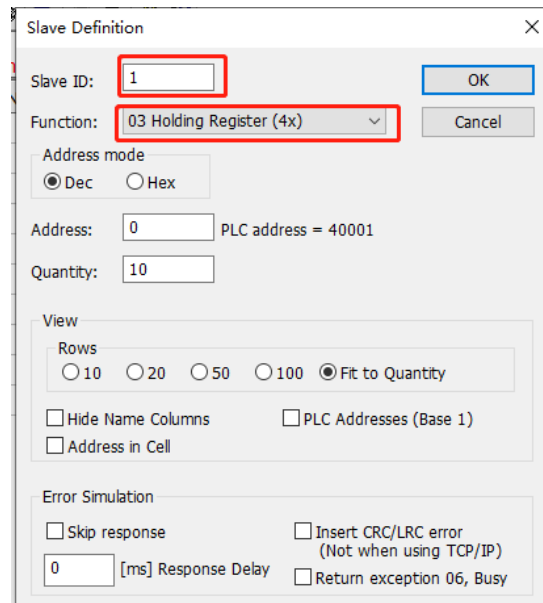 Slave Definition
Slave ID: 1 OK
Function: 03 Holding Register (4x) Cancel
Address mode
Dec Hex
Address: 0 PLC address = 40001
Quantity: 10
View
Rows
10 20 50 100 Fit to Quantity
Hide Name Columns PLC Addresses (Base 1)
Address in Cell
Error Simulation
Skip response Insert CRC/LRC error
(Not when using TCP/IP)
0 [ms] Response Delay
Return exception 06, Busy